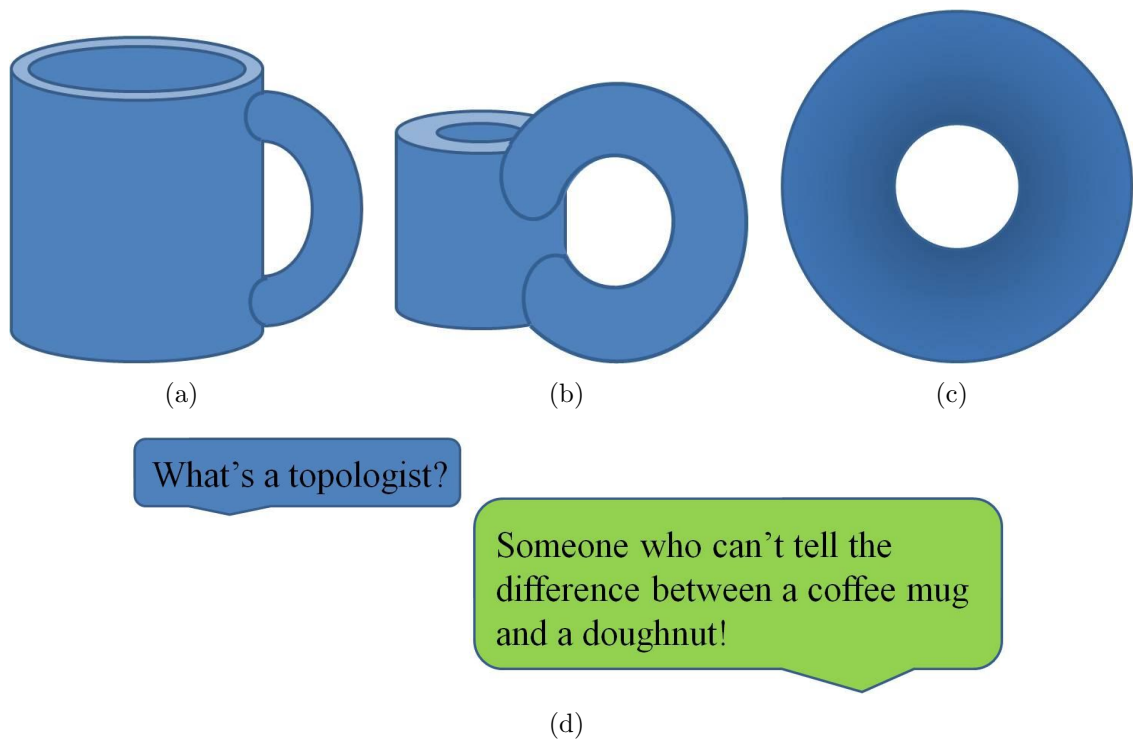 (a)
(b)
(c)
What's a topologist?
Someone who can't tell the
difference between a coffee mug
and a doughnut!
(d)